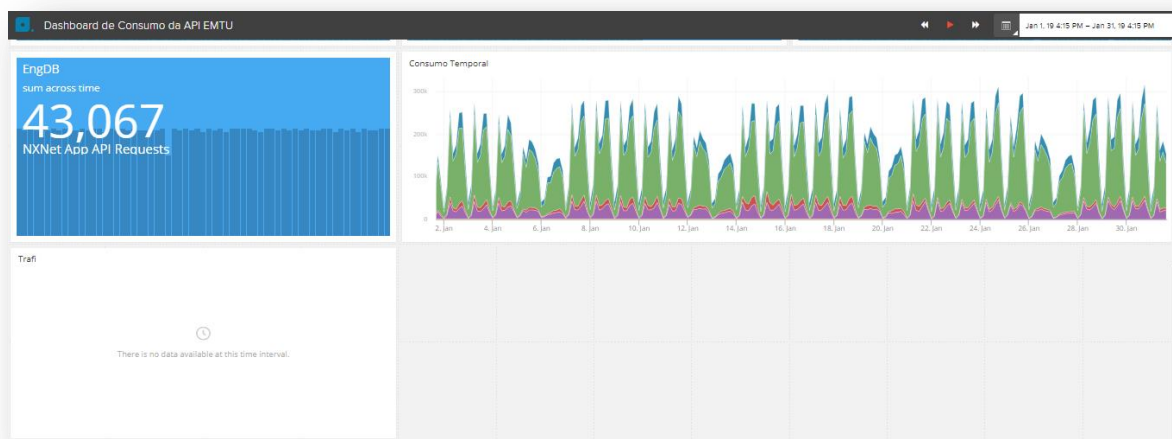 Dashboard de Consumo da API EMTU
Jan 1, 19 4:15 PM – Jan 31, 19 4:15 PM
EngDB
sum across time
43,067
NXNet App API Requests
Consumo Temporal
300k
200k
100k
0
2. Jan 4. Jan 6. Jan 8. Jan 10. Jan 12. Jan 14. Jan 16. Jan 18. Jan 20. Jan 22. Jan 24. Jan 26. Jan 28. Jan 30. Jan
Trafi
There is no data available at this time interval.